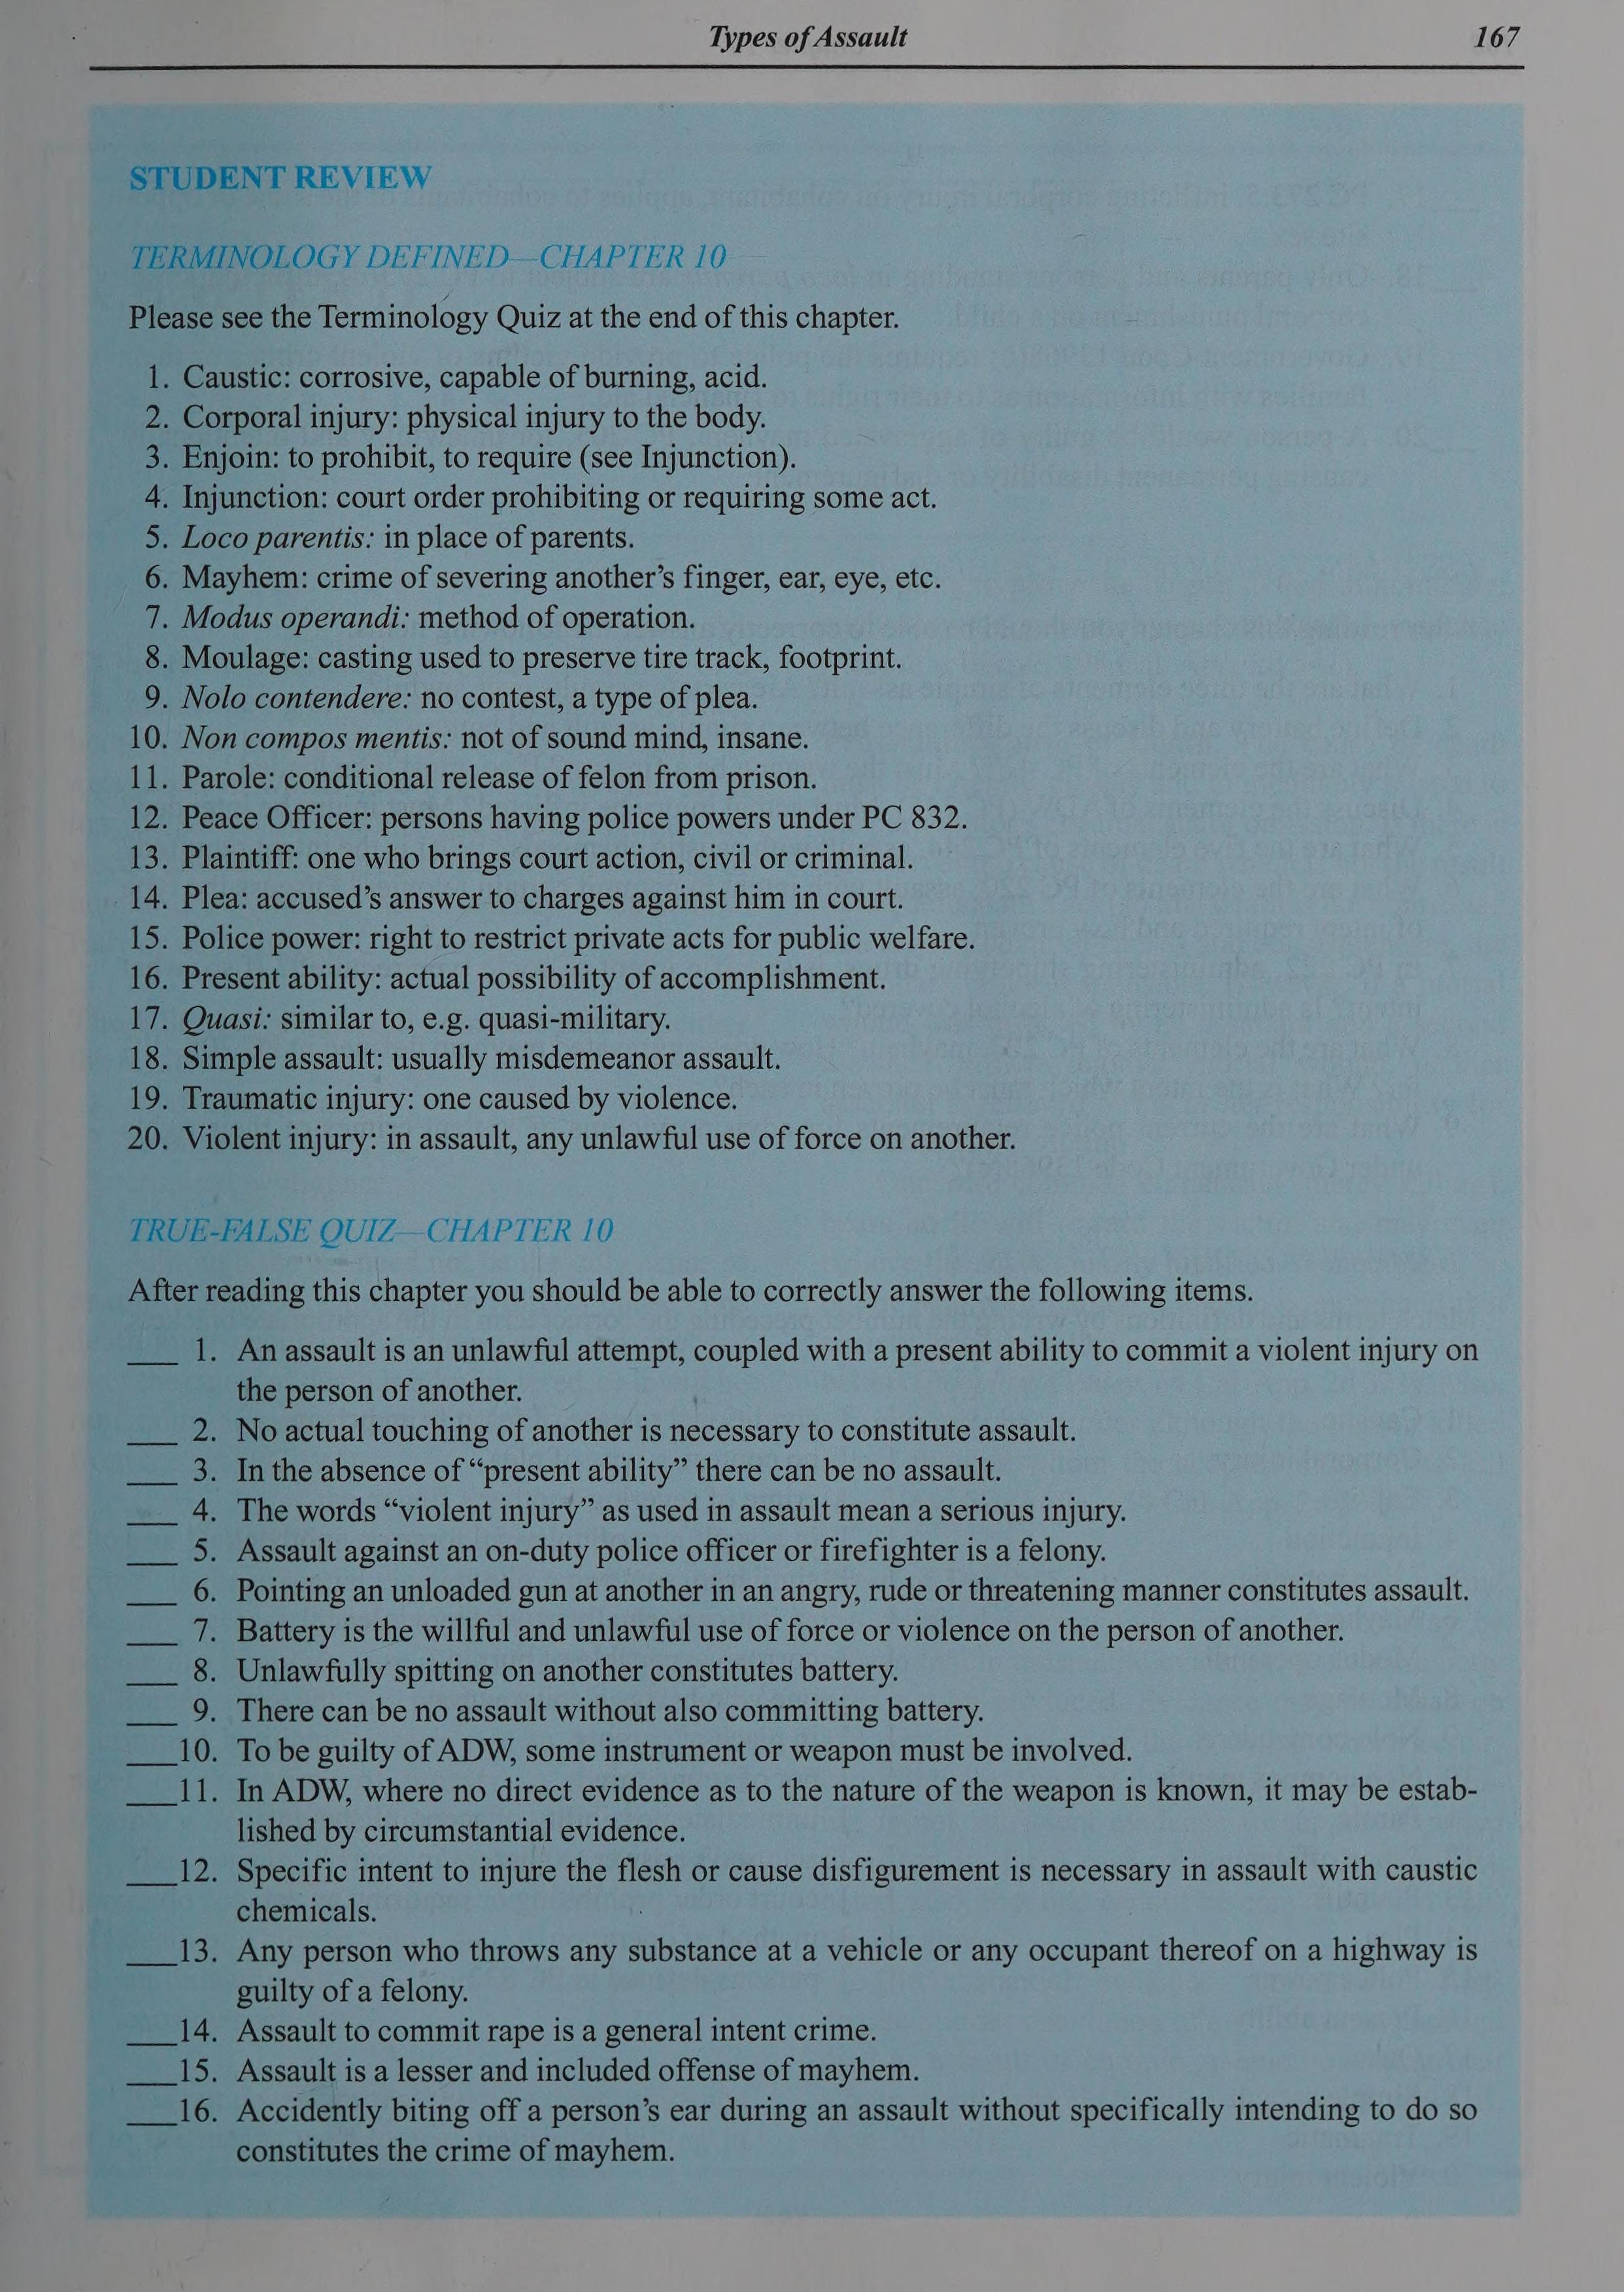 Types of Assault
167
STUDENT REVIEW
TERMINOLOGY DEFINED—CHAPTER 10
Please see the Terminology Quiz at the end of this chapter.
1. Caustic: corrosive, capable of burning, acid.
2. Corporal injury: physical injury to the body.
3. Enjoin: to prohibit, to require (see Injunction).
4. Injunction: court order prohibiting or requiring some act.
5. Loco parentis: in place of parents.
6. Mayhem: crime of severing another’s finger, ear, eye, etc.
7. Modus operandi: method of operation.
8. Moulage: casting used to preserve tire track, footprint.
9. Nolo contendere: no contest, a type of plea.
10. Non compos mentis: not of sound mind, insane.
11. Parole: conditional release of felon from prison.
12. Peace Officer: persons having police powers under PC 832.
13. Plaintiff: one who brings court action, civil or criminal.
14. Plea: accused’s answer to charges against him in court.
15. Police power: right to restrict private acts for public welfare.
16. Present ability: actual possibility of accomplishment.
17. Quasi: similar to, e.g. quasi-military.
18. Simple assault: usually misdemeanor assault.
19. Traumatic injury: one caused by violence.
20. Violent injury: in assault, any unlawful use of force on another.
TRUE-FALSE QUIZ—CHAPTER 10
After reading this chapter you should be able to correctly answer the following items.
___ 1. An assault is an unlawful attempt, coupled with a present ability to commit a violent injury on
the person of another.
___ 2. No actual touching of another is necessary to constitute assault.
___ 3. In the absence of “present ability” there can be no assault.
___ 4. The words “violent injury” as used in assault mean a serious injury.
___ 5. Assault against an on-duty police officer or firefighter is a felony.
___ 6. Pointing an unloaded gun at another in an angry, rude or threatening manner constitutes assault.
___ 7. Battery is the willful and unlawful use of force or violence on the person of another.
___ 8. Unlawfully spitting on another constitutes battery.
___ 9. There can be no assault without also committing battery.
___10. To be guilty of ADW, some instrument or weapon must be involved.
___11. In ADW, where no direct evidence as to the nature of the weapon is known, it may be estab-
lished by circumstantial evidence.
___12. Specific intent to injure the flesh or cause disfigurement is necessary in assault with caustic
chemicals.
___13. Any person who throws any substance at a vehicle or any occupant thereof on a highway is
guilty of a felony.
___14. Assault to commit rape is a general intent crime.
___15. Assault is a lesser and included offense of mayhem.
___16. Accidently biting off a person’s ear during an assault without specifically intending to do so
constitutes the crime of mayhem.